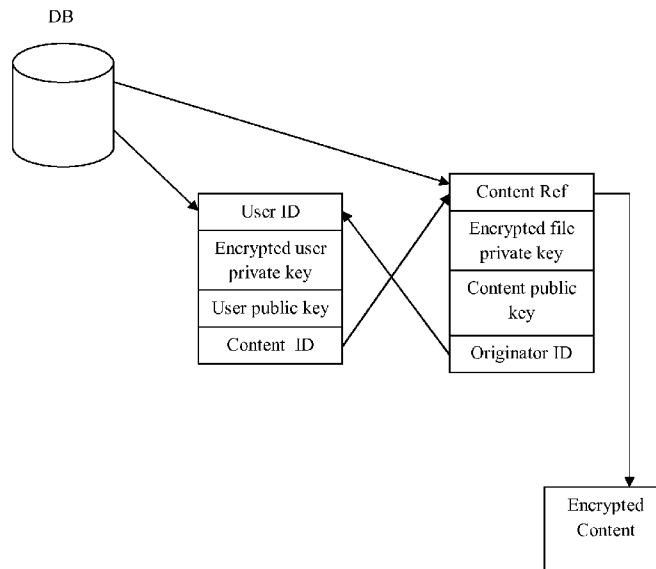 DB
User ID
Encrypted user
private key
User public key
Content ID
Content Ref
Encrypted file
private key
Content public
key
Originator ID
Encrypted
Content